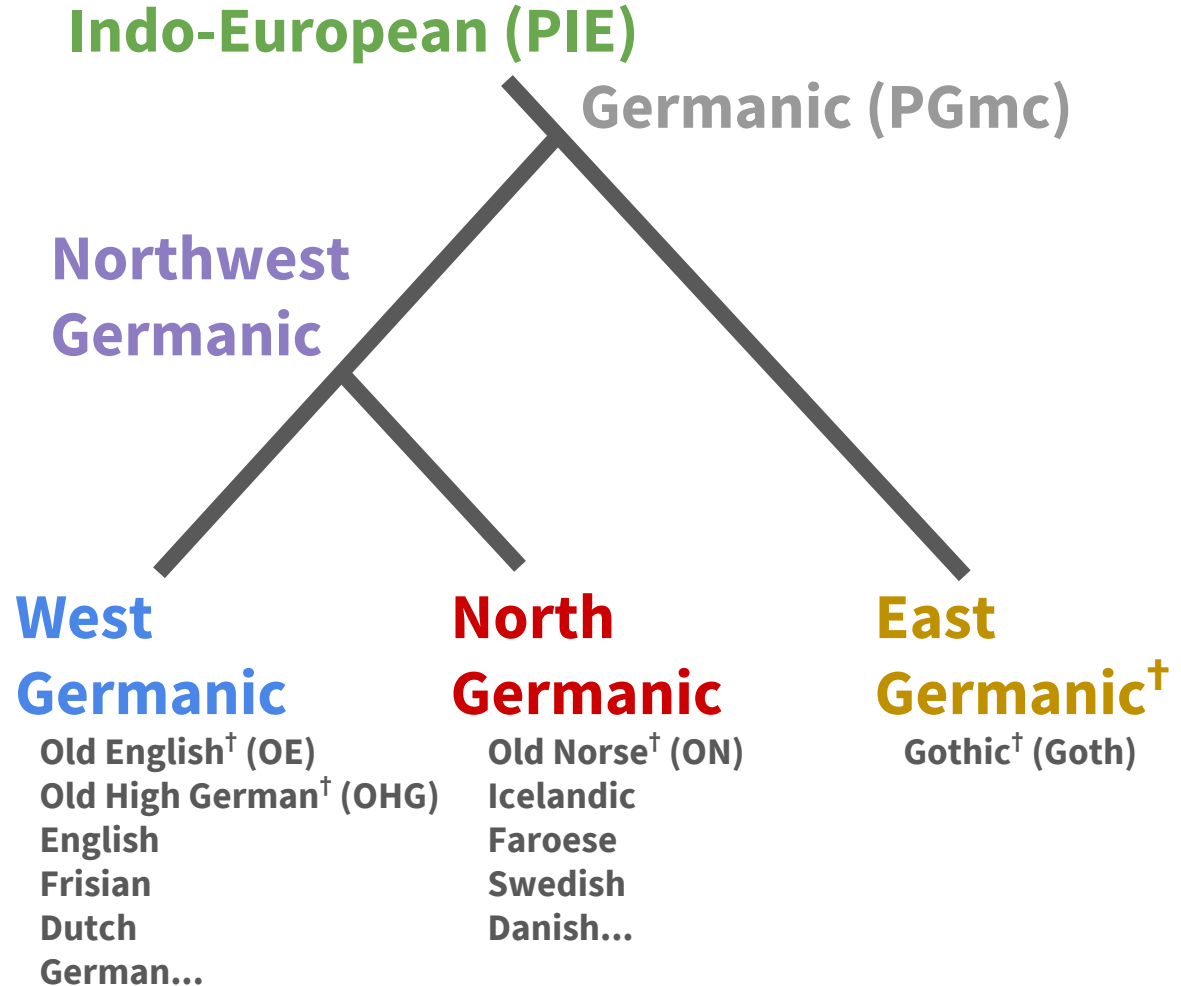 Indo-European (PIE)
Germanic (PGmc)
Northwest
Germanic
West
Germanic
Old English† (OE)
Old High German† (OHG)
English
Frisian
Dutch
German...
North
Germanic
Old Norse† (ON)
Icelandic
Faroese
Swedish
Danish...
East
Germanic†
Gothic† (Goth)